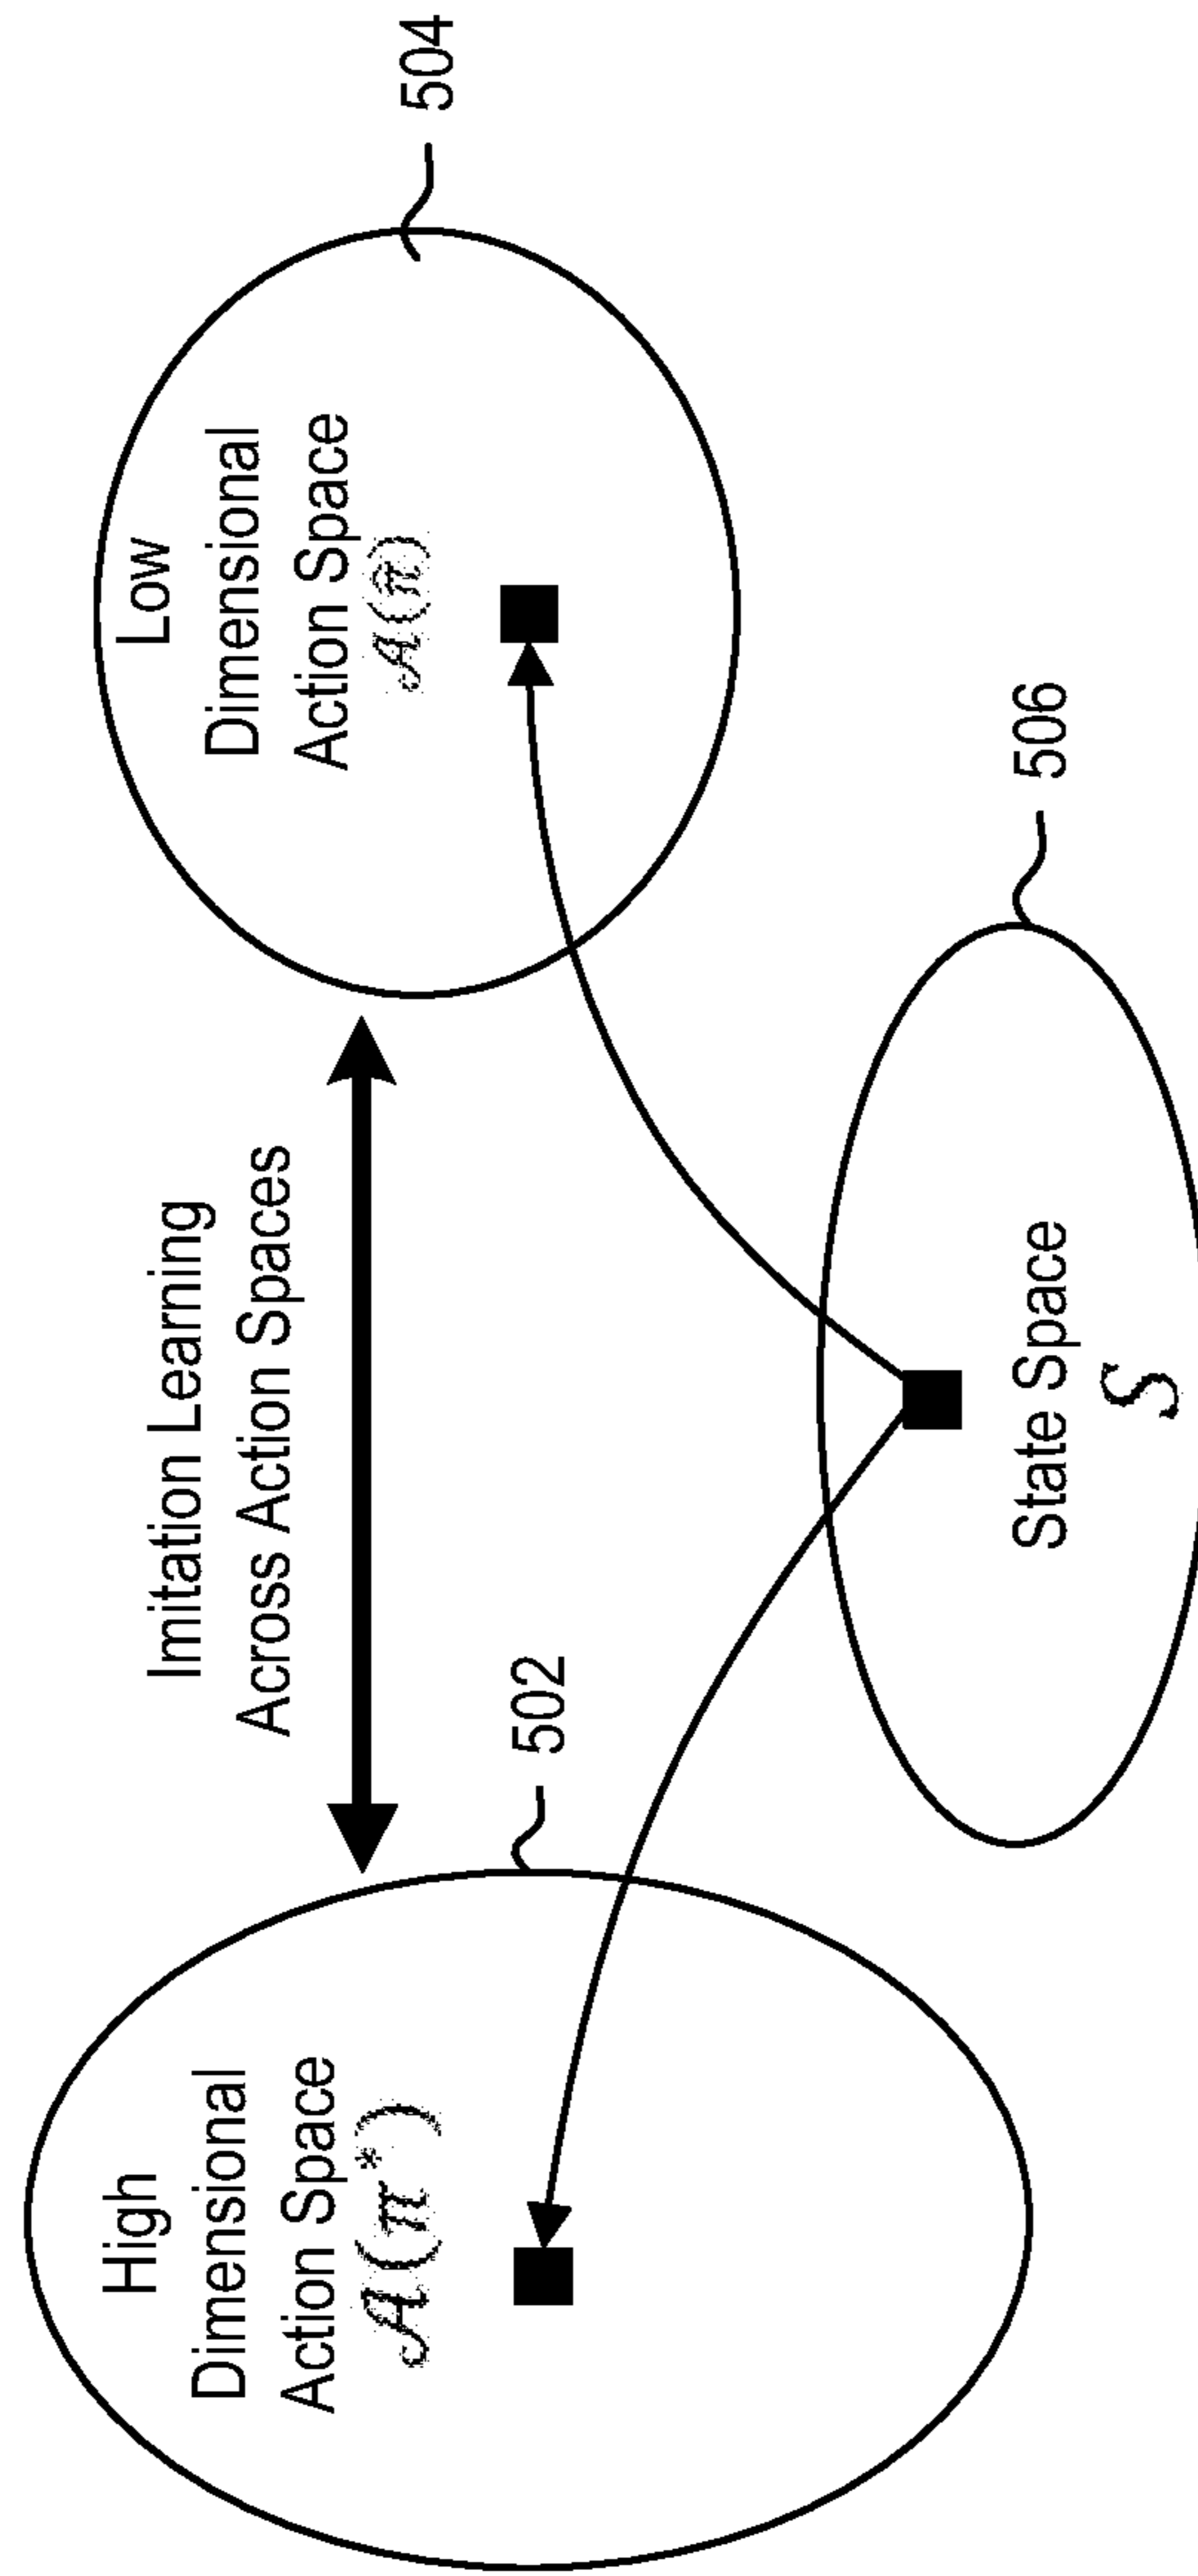 High
Dimensional
Action Space
𝒜(π*)
502
Imitation Learning
Across Action Spaces
Low
Dimensional
Action Space
𝒜(π̂)
504
State Space
𝒮
506